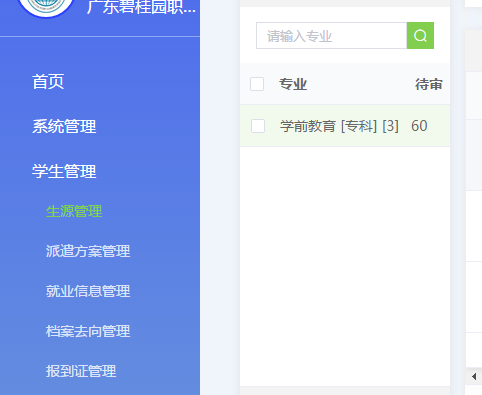 广东碧桂园职...
首页
系统管理
学生管理
生源管理
派遣方案管理
就业信息管理
档案去向管理
报到证管理
请输入专业
专业 待审
学前教育 [专科] [3] 60